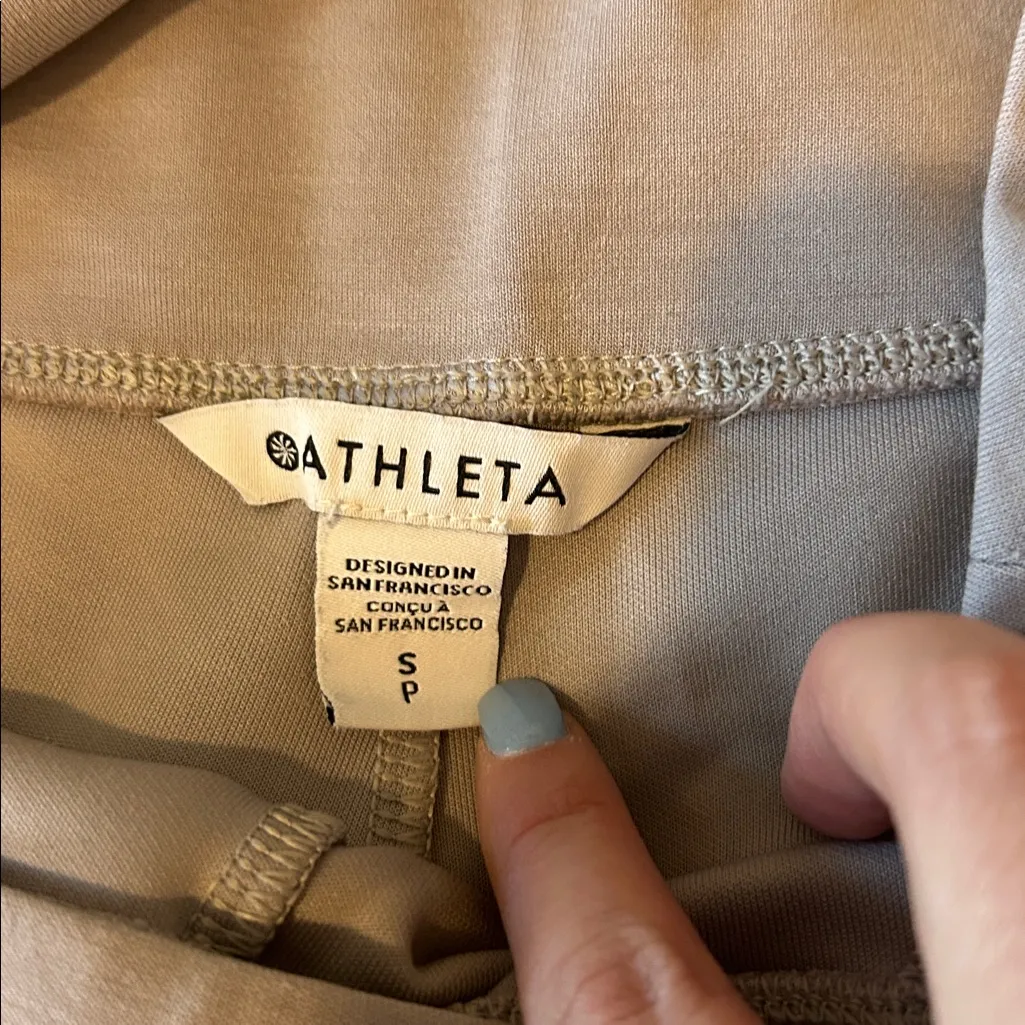 ATHLETA
DESIGNED IN
SAN FRANCISCO
CONÇU À
SAN FRANCISCO
S
P